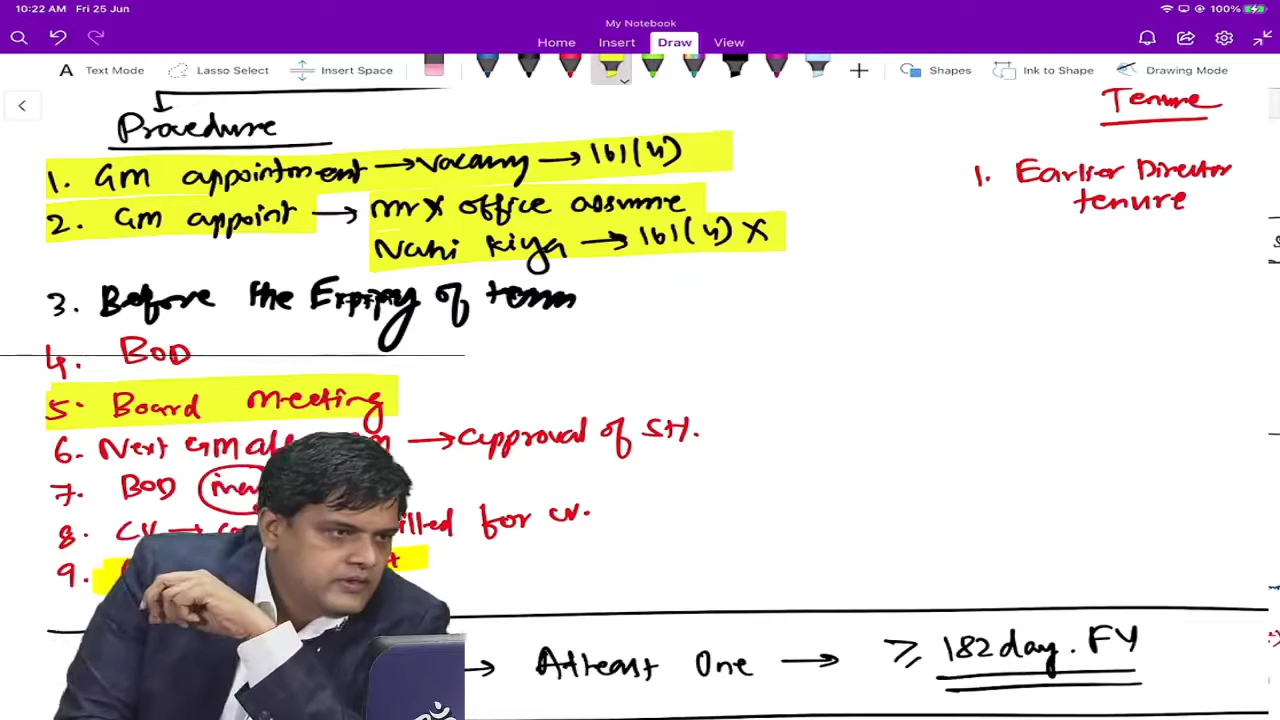 10:22 AM Fri 25 Jun
100%
My Notebook
Home Insert Draw View
A Text Mode Lasso Select Insert Space Shapes Ink to Shape Drawing Mode
Procedure
Tenure
1. GM appointment → vacancy → 161(4)
2. GM appoint → Mr X office assume
Nahi kiya → 161(4) X
1. Earlier Director
tenure
3. Before the Expipy of term
4. BOD
5. Board Meeting
6. Next GM → approval of SH.
7. BOD
8. CV → filled for cv.
9.
→ Atleast One → ≥ 182 day. FY